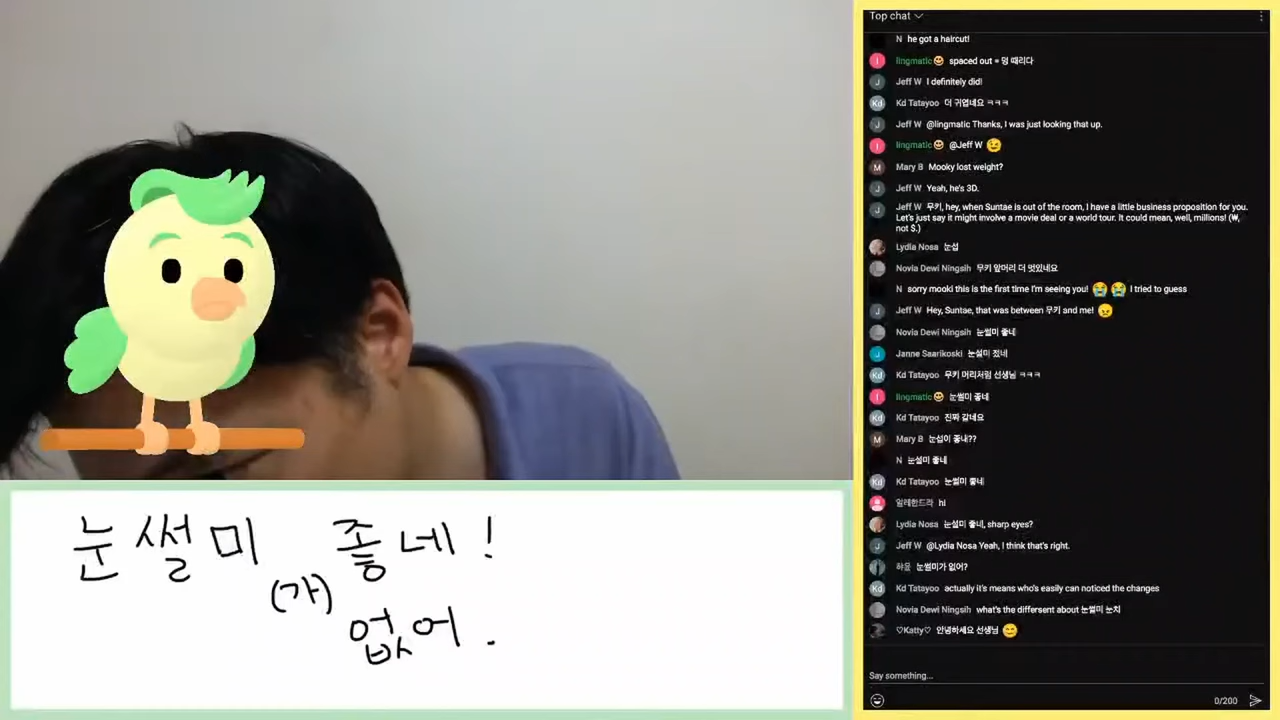 Top chat
N he got a haircut!
lingmatic spaced out = 멍 때리다
Jeff W I definitely did!
Kd Tatayoo 더 귀엽네요 ㅋㅋㅋ
Jeff W @lingmatic Thanks, I was just looking that up.
lingmatic @Jeff W
Mary B Mooky lost weight?
Jeff W Yeah, he's 3D.
Jeff W 무키, hey, when Suntae is out of the room, I have a little business proposition for you.
Let's just say it might involve a movie deal or a world tour. It could mean, well, millions! (₩,
not $.)
Lydia Nosa 눈섭
Novia Dewi Ningsih 무키 앞머리 더 멋있네요
N sorry mooki this is the first time I'm seeing you! I tried to guess
Jeff W Hey, Suntae, that was between 무키 and me!
Novia Dewi Ningsih 눈썰미 좋네
Janne Saarikoski 눈설미 젔네
Kd Tatayoo 무키 머리처럼 선생님 ㅋㅋㅋ
lingmatic 눈썰미 좋네
Kd Tatayoo 진짜 같네요
Mary B 눈섭이 좋내??
N 눈설미 좋네
Kd Tatayoo 눈썰미 좋네
일레한드라 hi
Lydia Nosa 눈설미 좋네, sharp eyes?
Jeff W @Lydia Nosa Yeah, I think that's right.
하윤 눈썰미가 없어?
Kd Tatayoo actually it's means who's easily can noticed the changes
Novia Dewi Ningsih what's the differsent about 눈썰미 눈치
♡Katty♡ 안녕하세요 선생님
Say something...
0/200
눈썰미 좋네!
(가)
없어.